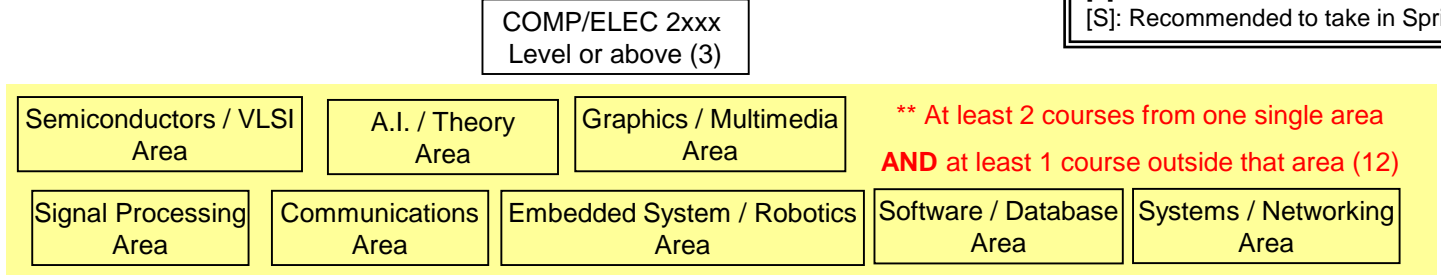 COMP/ELEC 2xxx
Level or above (3)
[S]: Recommended to take in
Semiconductors / VLSI
Area
A.I. / Theory
Area
Graphics / Multimedia
Area
** At least 2 courses from one single area
AND at least 1 course outside that area (12)
Signal Processing
Area
Communications
Area
Embedded System / Robotics
Area
Software / Database
Area
Systems / Networking
Area